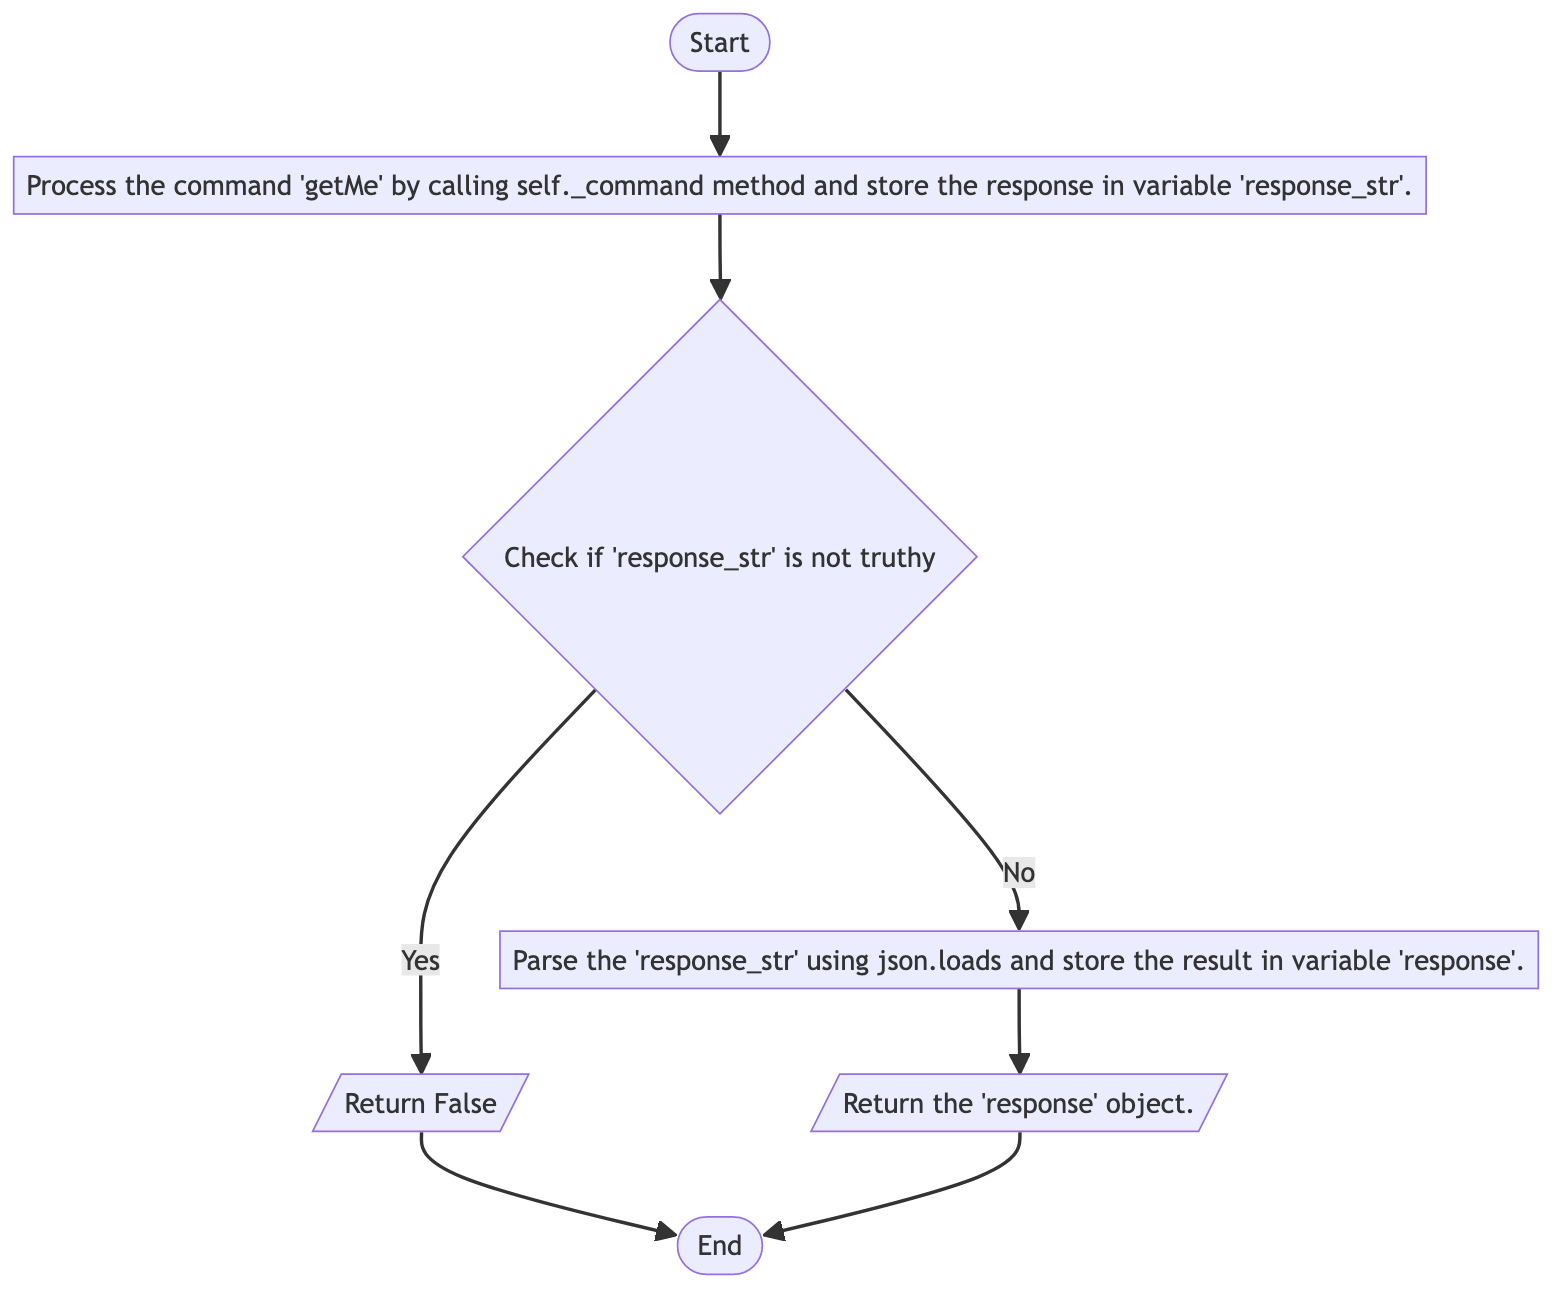 Start
Process the command 'getMe' by calling self._command method and store the response in variable 'response_str'.
Check if 'response_str' is not truthy
No
Yes
Parse the 'response_str' using json.loads and store the result in variable 'response'.
Return False
Return the 'response' object.
End